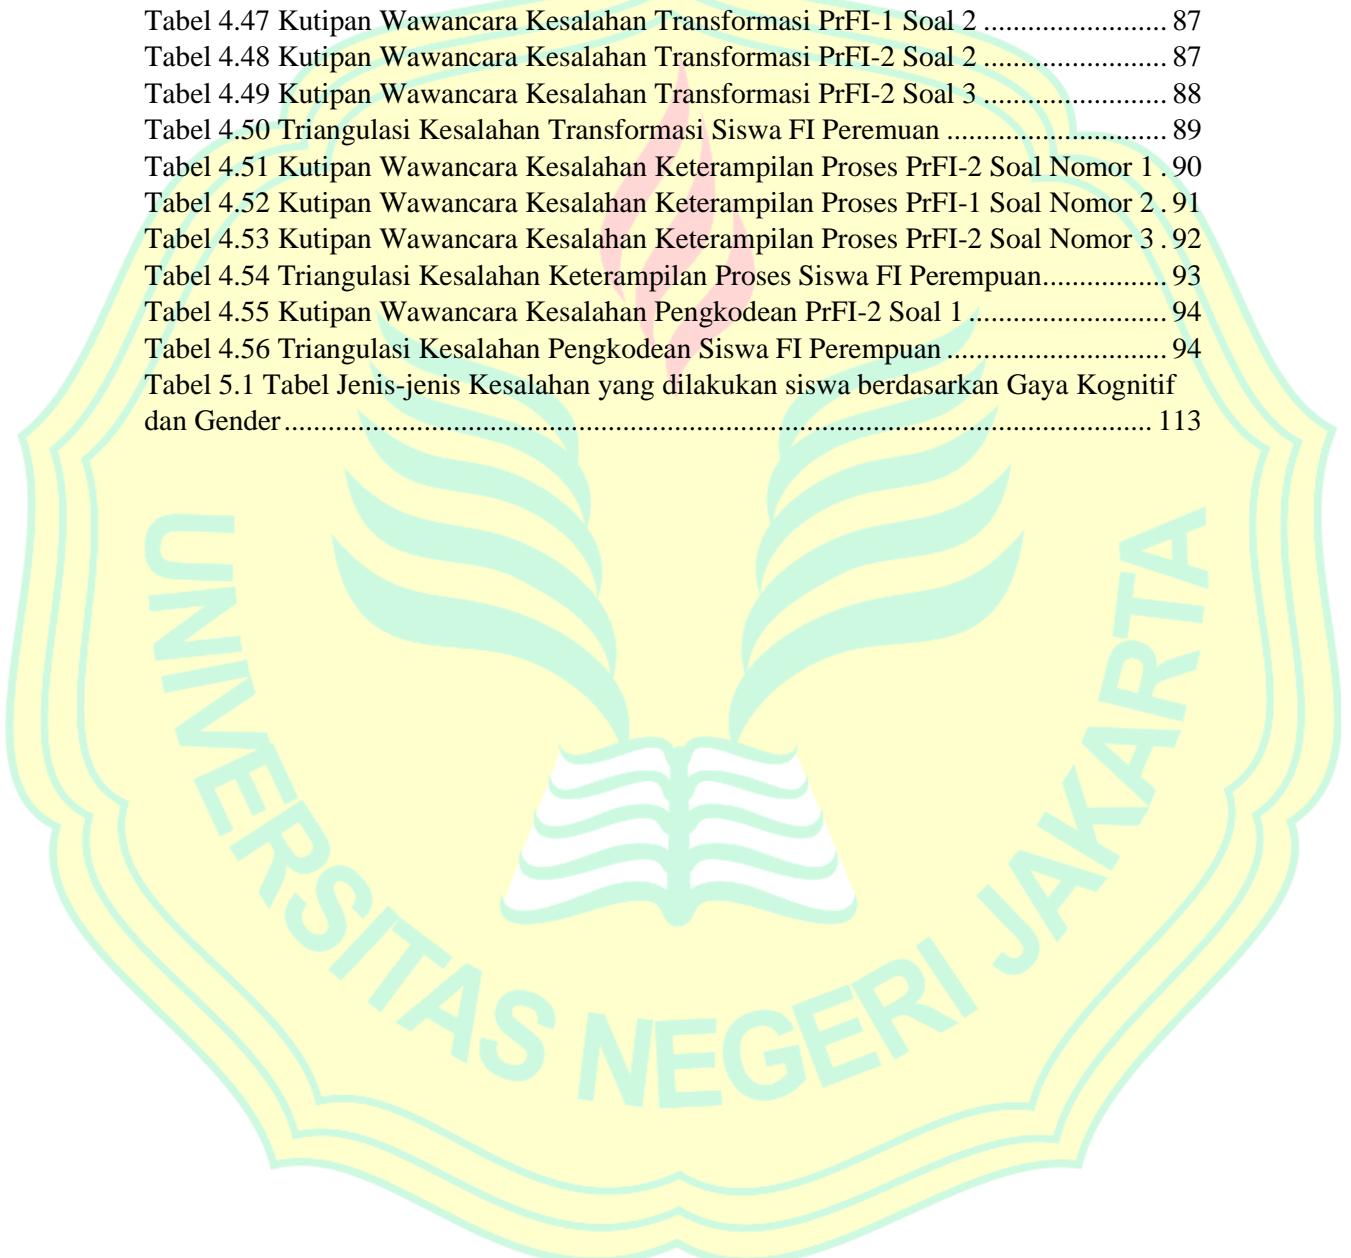 Tabel 4.47 Kutipan Wawancara Kesalahan Transformasi PrFI-1 Soal 2 ......................... 87
Tabel 4.48 Kutipan Wawancara Kesalahan Transformasi PrFI-2 Soal 2 ......................... 87
Tabel 4.49 Kutipan Wawancara Kesalahan Transformasi PrFI-2 Soal 3 ......................... 88
Tabel 4.50 Triangulasi Kesalahan Transformasi Siswa FI Peremuan .............................. 89
Tabel 4.51 Kutipan Wawancara Kesalahan Keterampilan Proses PrFI-2 Soal Nomor 1 . 90
Tabel 4.52 Kutipan Wawancara Kesalahan Keterampilan Proses PrFI-1 Soal Nomor 2 . 91
Tabel 4.53 Kutipan Wawancara Kesalahan Keterampilan Proses PrFI-2 Soal Nomor 3 . 92
Tabel 4.54 Triangulasi Kesalahan Keterampilan Proses Siswa FI Perempuan................. 93
Tabel 4.55 Kutipan Wawancara Kesalahan Pengkodean PrFI-2 Soal 1 ........................... 94
Tabel 4.56 Triangulasi Kesalahan Pengkodean Siswa FI Perempuan .............................. 94
Tabel 5.1 Tabel Jenis-jenis Kesalahan yang dilakukan siswa berdasarkan Gaya Kognitif
dan Gender..................................................................................................................... 113
UNIVERSITAS NEGERI JAKARTA